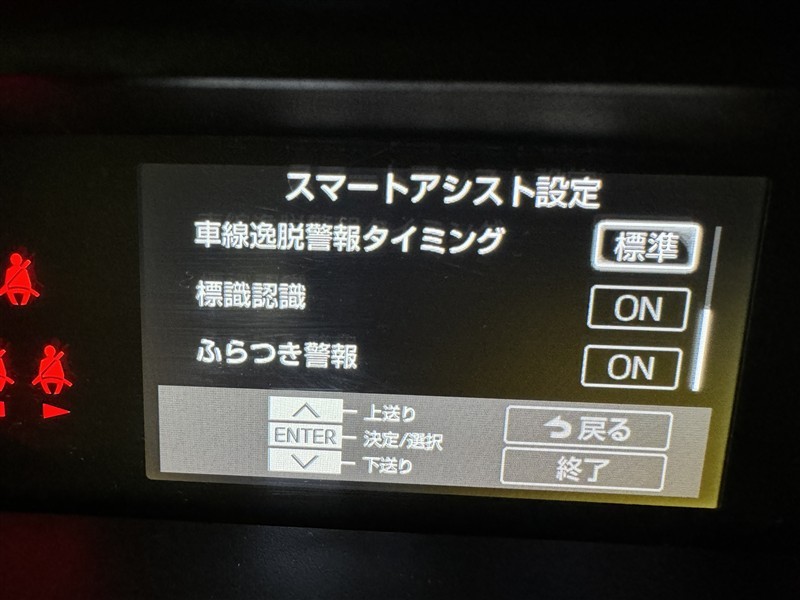 スマートアシスト設定
車線逸脱警報タイミング 標準
標識認識 ON
ふらつき警報 ON
上送り
ENTER 決定/選択
下送り
戻る
終了